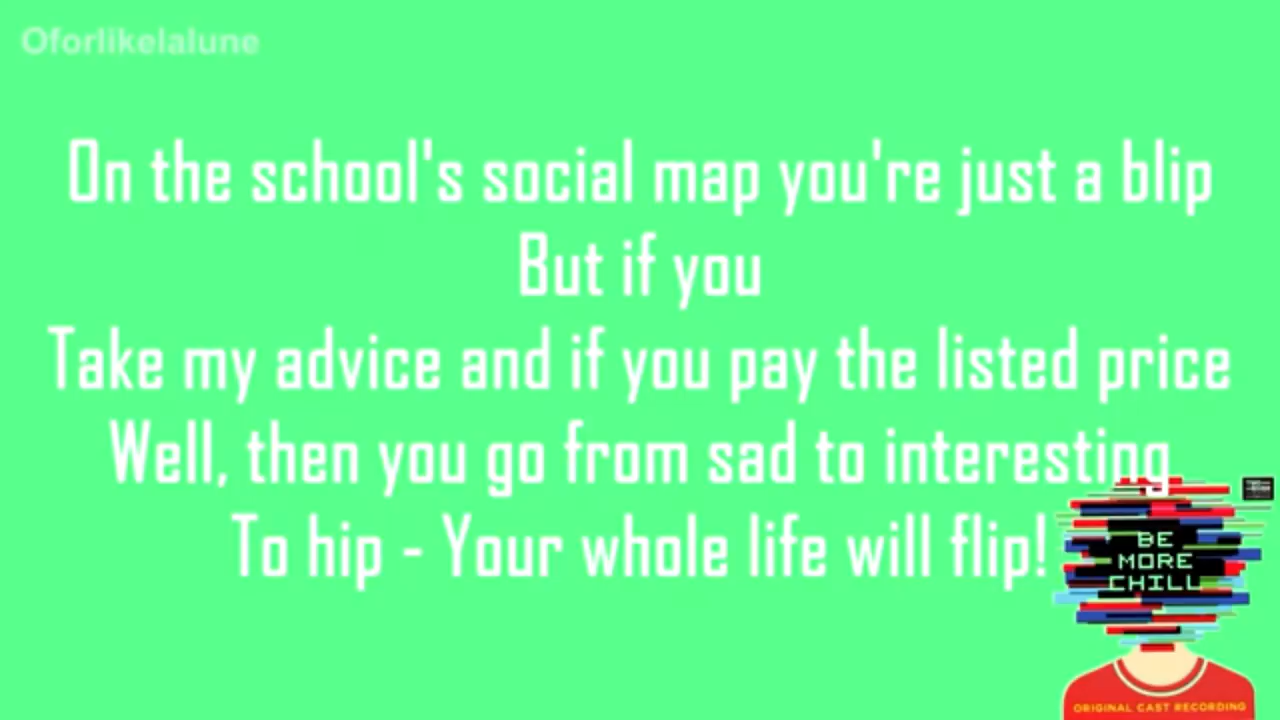 Oforlikelalune
On the school's social map you're just a blip
But if you
Take my advice and if you pay the listed price
Well, then you go from sad to interesting
To hip - Your whole life will flip!
BE
MORE
CHILL
ORIGINAL CAST RECORDING